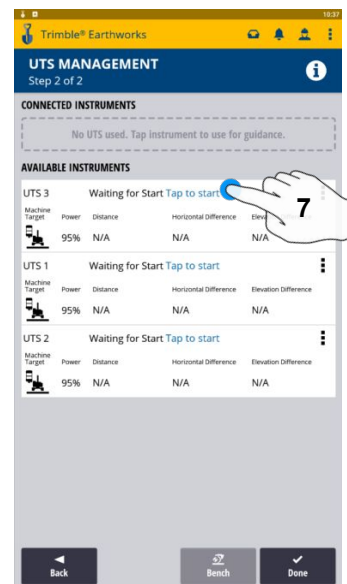 10:37
Trimble® Earthworks
UTS MANAGEMENT
Step 2 of 2
CONNECTED INSTRUMENTS
No UTS used. Tap instrument to use for guidance.
AVAILABLE INSTRUMENTS
UTS 3 Waiting for Start Tap to start
7
Machine Target Power Distance Horizontal Difference Elev
95% N/A N/A N/A
UTS 1 Waiting for Start Tap to start
Machine Target Power Distance Horizontal Difference Elevation Difference
95% N/A N/A N/A
UTS 2 Waiting for Start Tap to start
Machine Target Power Distance Horizontal Difference Elevation Difference
95% N/A N/A N/A
Back Bench Done